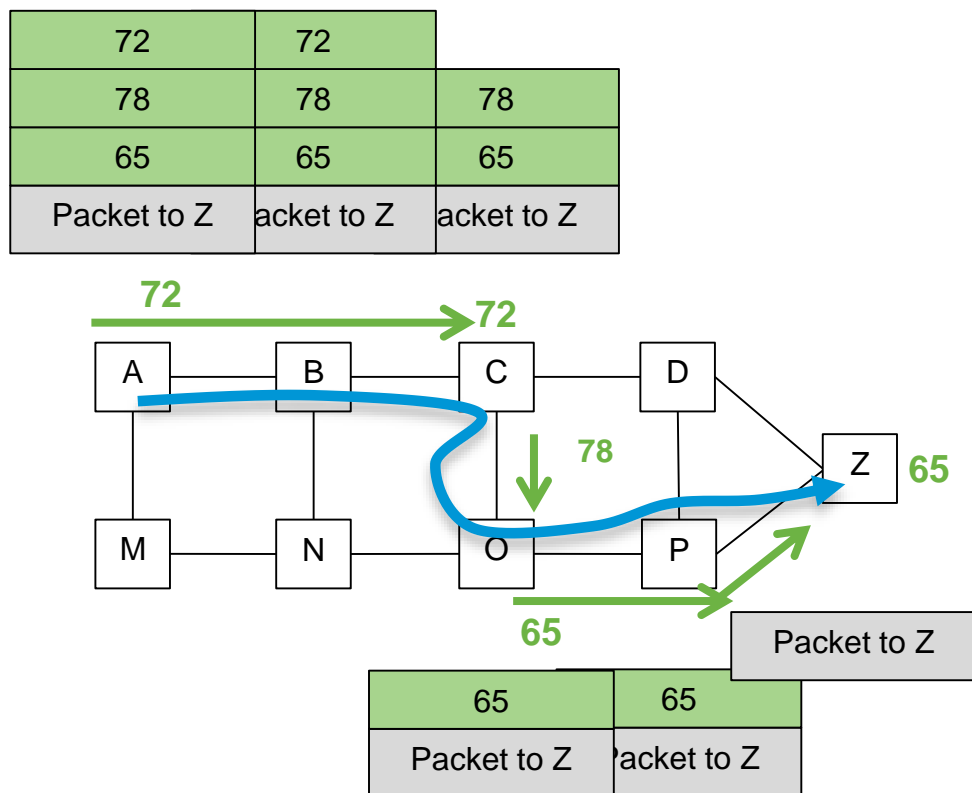 72 72
78 78 78
65 65 65
Packet to Z acket to Z acket to Z
72
72
A B C D
78
Z 65
M N O P
65
Packet to Z
65 65
Packet to Z Packet to Z